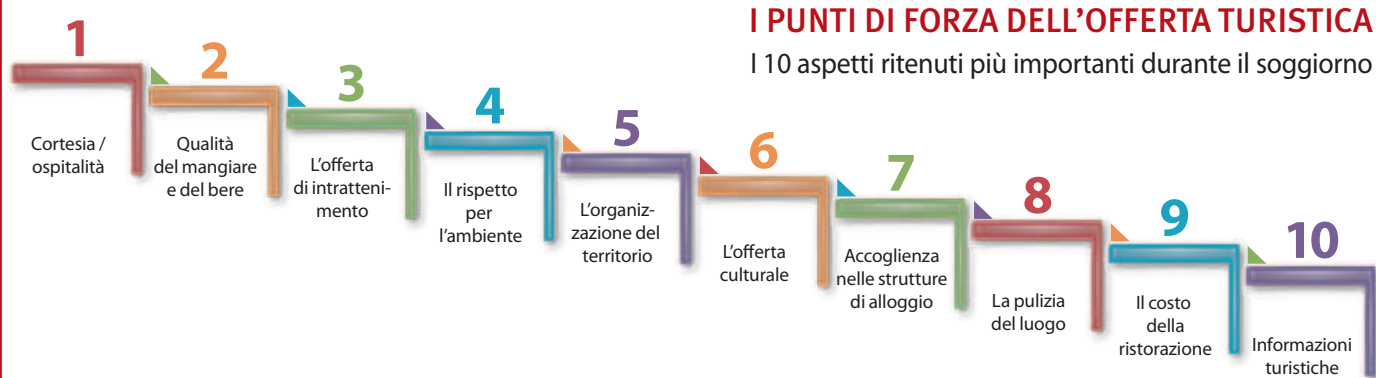 I PUNTI DI FORZA DELL'OFFERTA TURISTICA
I 10 aspetti ritenuti più importanti durante il soggiorno
1
Cortesia /
ospitalità
2
Qualità
del mangiare
e del bere
3
L'offerta
di intratteni-
mento
4
Il rispetto
per
l'ambiente
5
L'organiz-
zazione del
territorio
6
L'offerta
culturale
7
Accoglienza
nelle strutture
di alloggio
8
La pulizia
del luogo
9
Il costo
della
ristorazione
10
Informazioni
turistiche